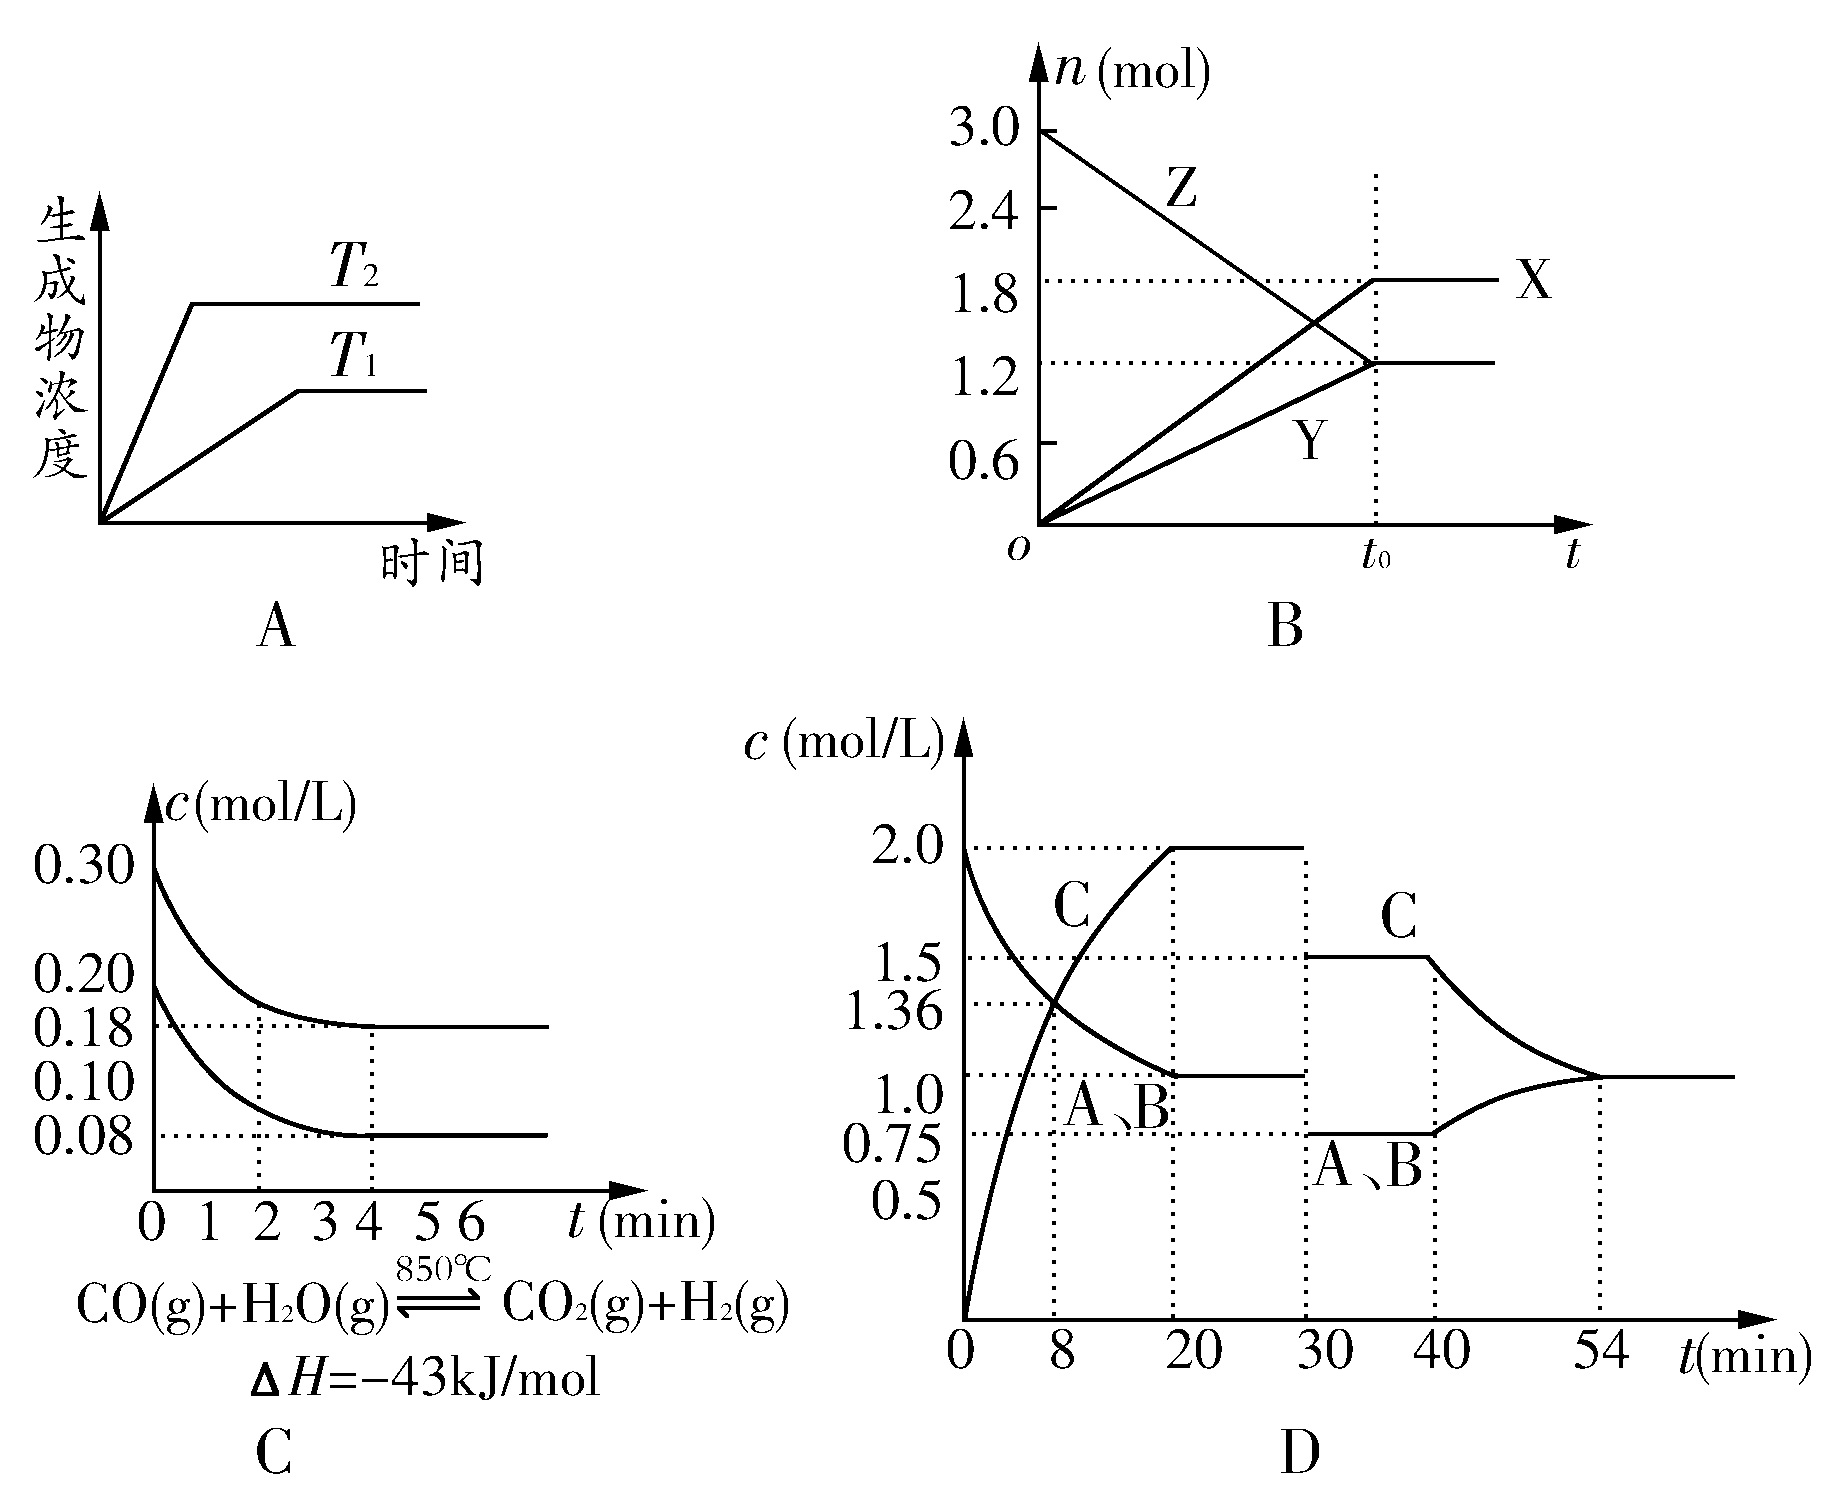 生成物浓度
T₂
T₁
时间
A
n (mol)
3.0
2.4
1.8
1.2
0.6
Z
X
Y
o
t₀
t
B
c (mol/L)
0.30
0.20
0.18
0.10
0.08
0 1 2 3 4 5 6 t (min)
850℃
CO(g)+H₂O(g)⇌CO₂(g)+H₂(g)
ΔH=−43kJ/mol
C
c (mol/L)
2.0
1.5
1.36
1.0
0.75
0.5
C
A、B
C
A、B
0 8 20 30 40 54 t(min)
D